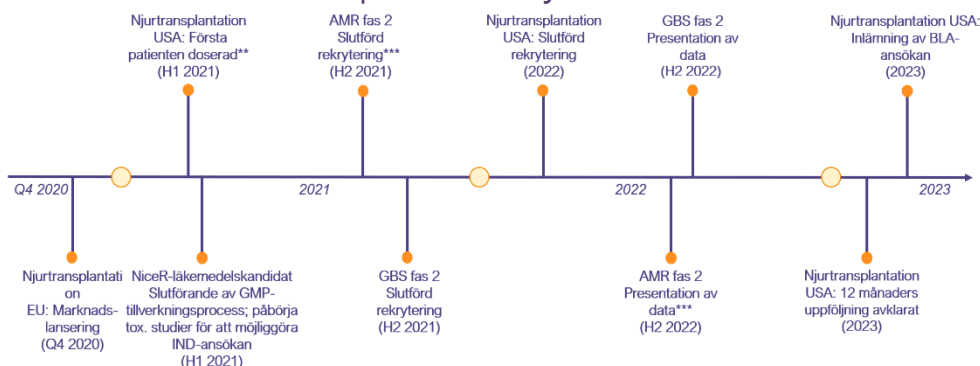 Njurtransplantation
USA: Första
patienten doserad**
(H1 2021)
AMR fas 2
Slutförd
rekrytering***
(H2 2021)
Njurtransplantation
USA: Slutförd
rekrytering
(2022)
GBS fas 2
Presentation av
data
(H2 2022)
Njurtransplantation USA:
Inlämning av BLA-
ansökan
(2023)
Q4 2020
2021
2022
2023
Njurtransplantati
on
EU: Marknads-
lansering
(Q4 2020)
NiceR-läkemedelskandidat
Slutförande av GMP-
tillverkningsprocess; påbörja
tox. studier för att möjliggöra
IND-ansökan
(H1 2021)
GBS fas 2
Slutförd
rekrytering
(H2 2021)
AMR fas 2
Presentation av
data***
(H2 2022)
Njurtransplantation
USA: 12 månaders
uppföljning avklarat
(2023)